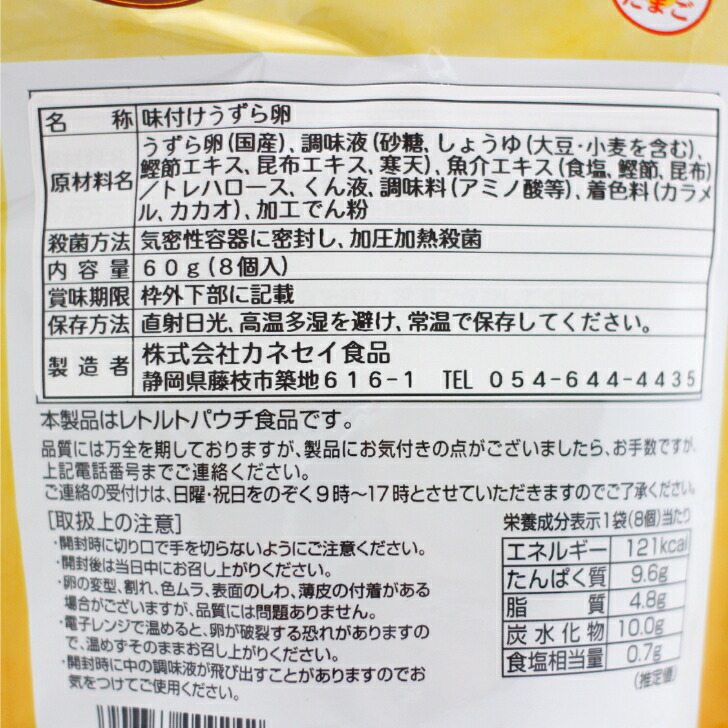 たまご
名称 味付けうずら卵
原材料名 うずら卵(国産)、調味液(砂糖、しょうゆ(大豆・小麦を含む)、
鰹節エキス、昆布エキス、寒天)、魚介エキス(食塩、鰹節、昆布)
/トレハロース、くん液、調味料(アミノ酸等)、着色料(カラメ
ル、カカオ)、加工でん粉
殺菌方法 気密性容器に密封し、加圧加熱殺菌
内容量 60g(8個入)
賞味期限 枠外下部に記載
保存方法 直射日光、高温多湿を避け、常温で保存してください。
製造者 株式会社カネセイ食品
静岡県藤枝市築地616-1 TEL 054-644-4435
本製品はレトルトパウチ食品です。
品質には万全を期しておりますが、製品にお気付きの点がございましたら、お手数ですが、
上記電話番号までご連絡ください。
ご連絡の受付けは、日曜・祝日をのぞく9時〜17時とさせていただきますのでご了承ください。
[取扱上の注意]
・開封時に切り口で手を切らないようにご注意ください。
・開封後は当日中にお召し上がりください。
・卵の変型、割れ、色ムラ、表面のしわ、薄皮の付着がある
場合がございますが、品質には問題ありません。
・電子レンジで温めると、卵が破裂する恐れがありますの
で、温めずそのままお召し上がりください。
・開封時に中の調味液が飛び出すことがありますのでお
気をつけてご使用ください。
栄養成分表示1袋(8個)当たり
エネルギー 121kcal
たんぱく質 9.6g
脂質 4.8g
炭水化物 10.0g
食塩相当量 0.7g
(推定値)